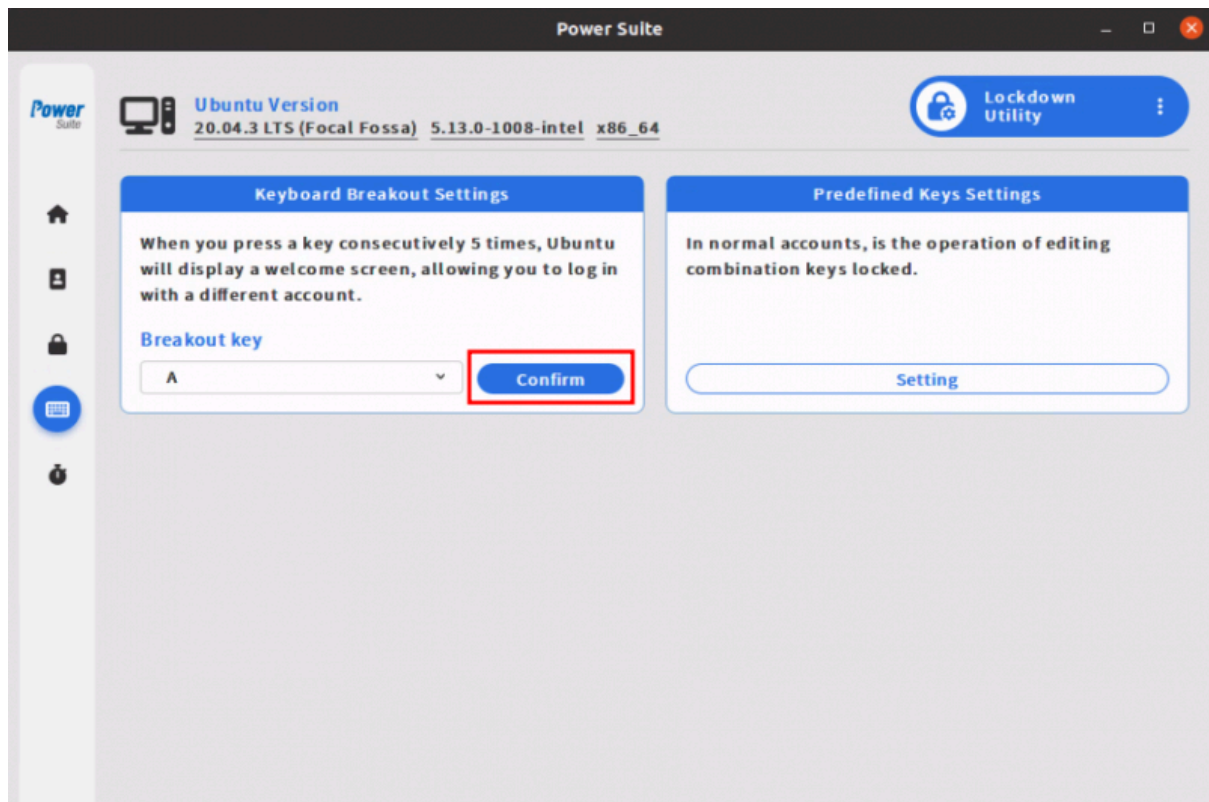 Power Suite
Power
Suite
Ubuntu Version
20.04.3 LTS (Focal Fossa) 5.13.0-1008-intel x86_64
Lockdown
Utility
Keyboard Breakout Settings
When you press a key consecutively 5 times, Ubuntu
will display a welcome screen, allowing you to log in
with a different account.
Breakout key
A
Confirm
Predefined Keys Settings
In normal accounts, is the operation of editing
combination keys locked.
Setting